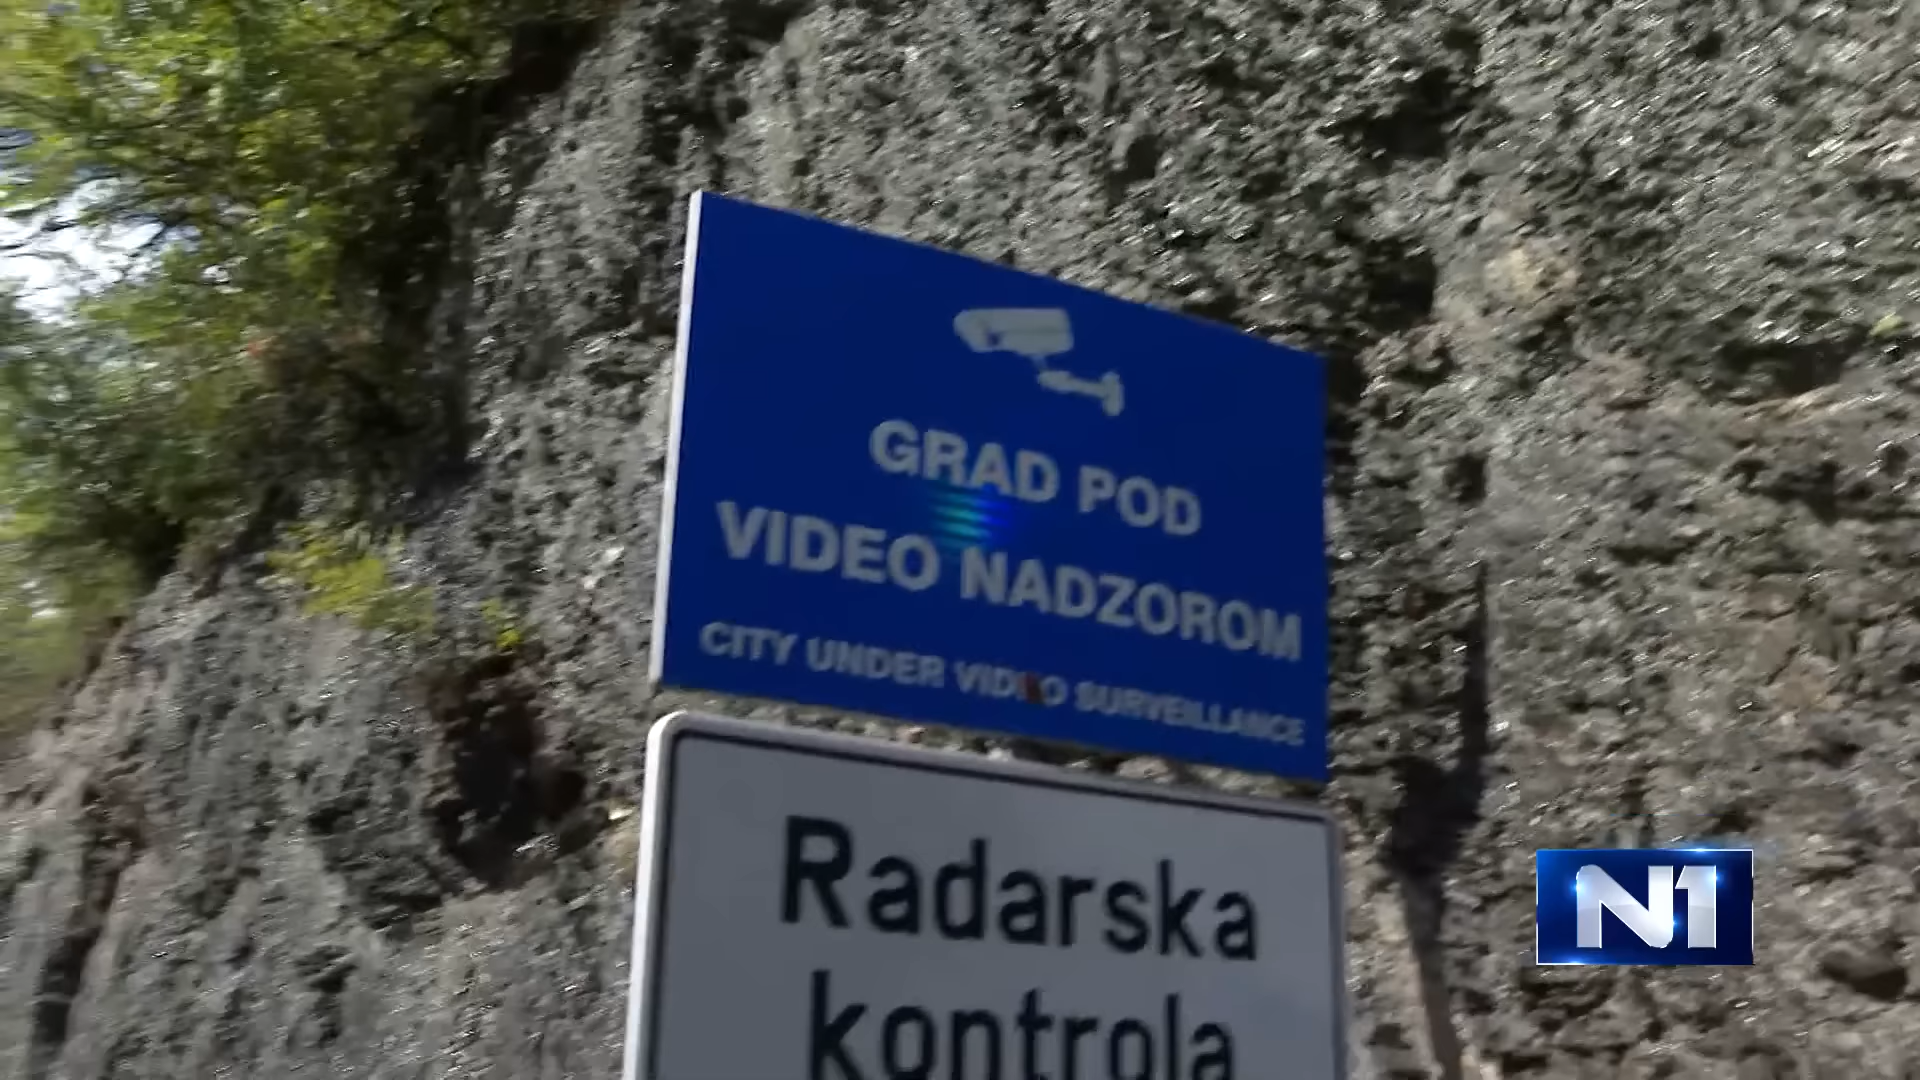 GRAD POD
VIDEO NADZOROM
CITY UNDER VIDEO SURVEILLANCE
Radarska
kontrola
N1